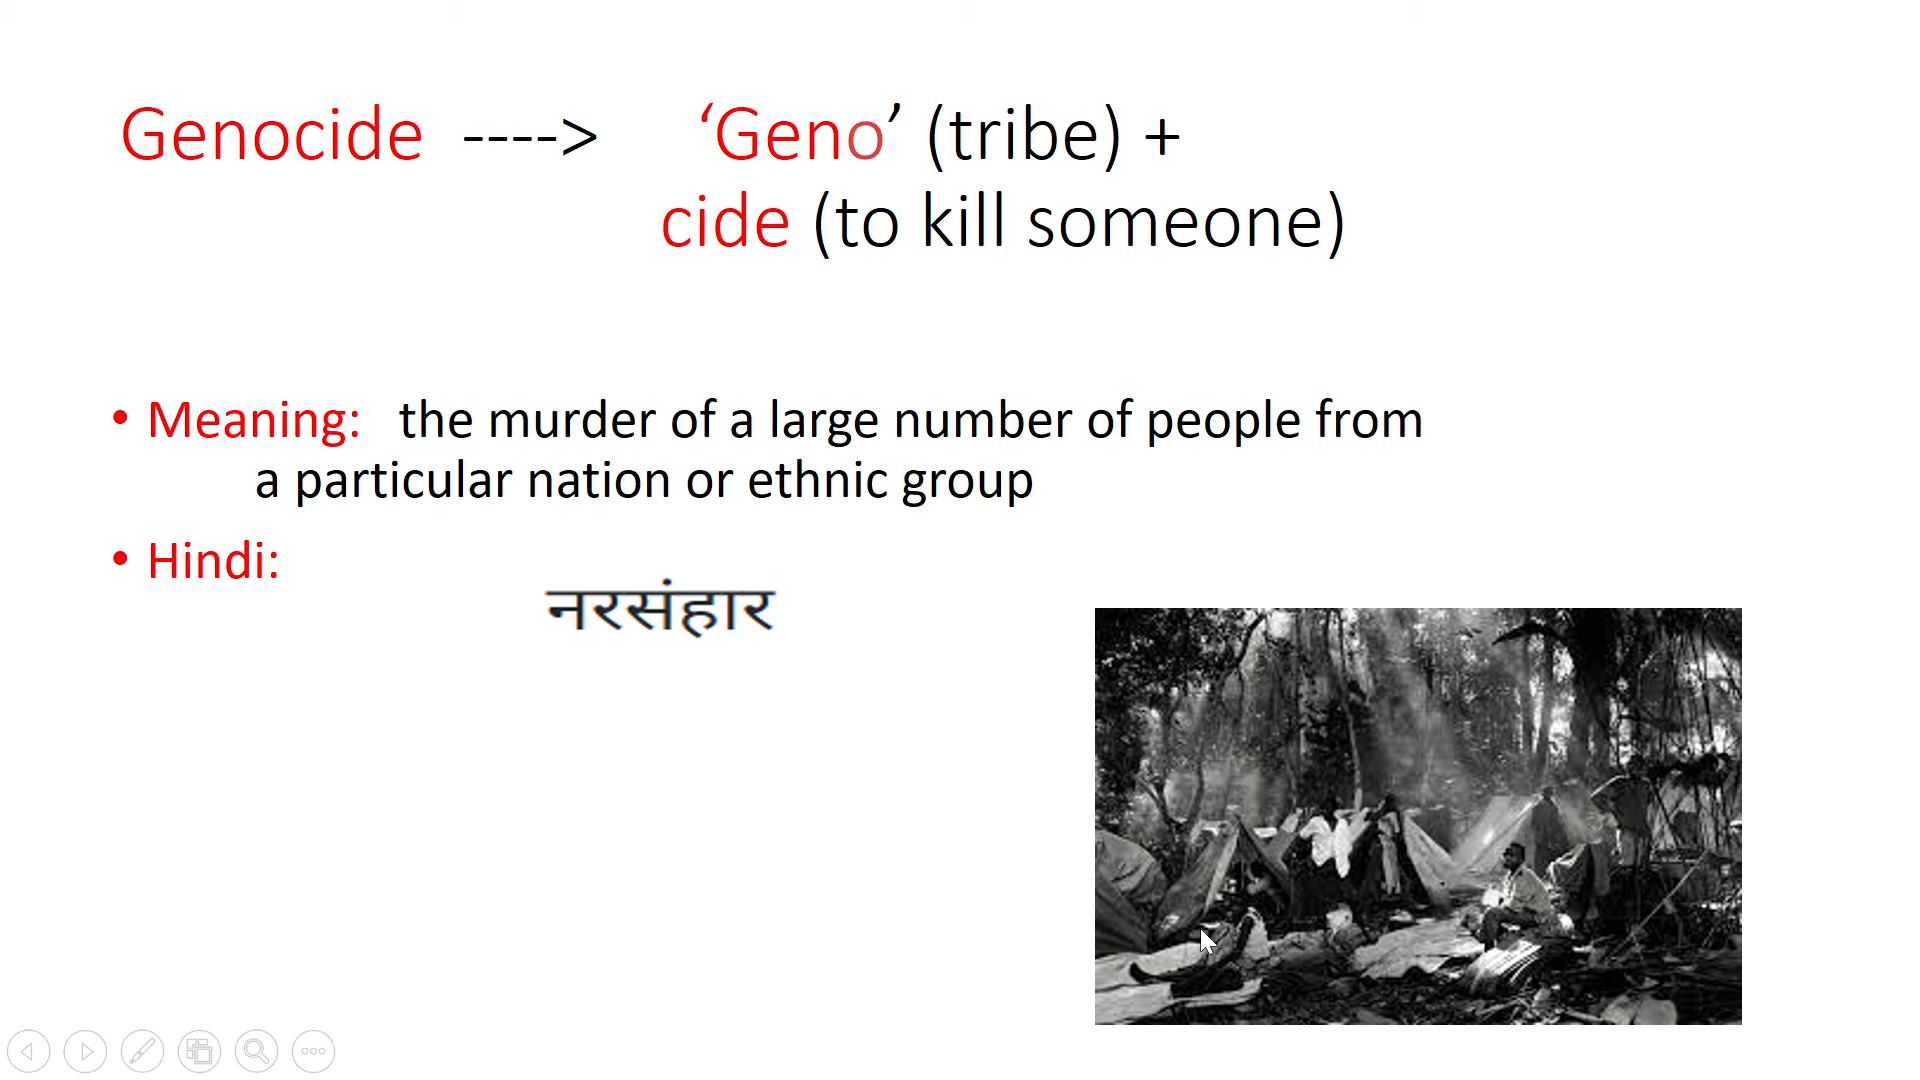 Genocide ----> ‘Geno’ (tribe) +
cide (to kill someone)
• Meaning: the murder of a large number of people from
a particular nation or ethnic group
• Hindi:
नरसंहार